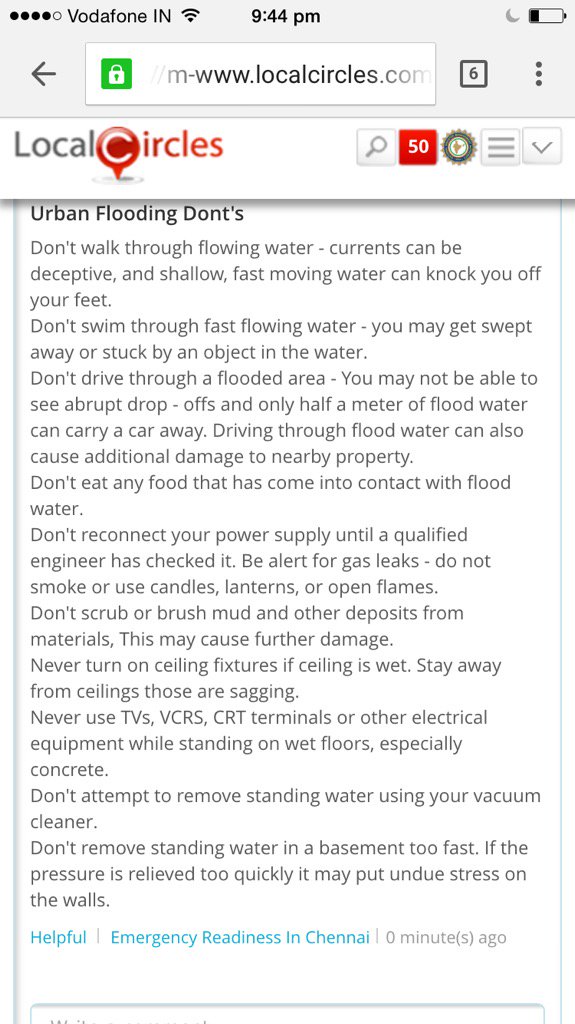 Vodafone IN 9:44 pm
//m-www.localcircles.com 6
LocalCircles 50
Urban Flooding Dont's
Don't walk through flowing water - currents can be
deceptive, and shallow, fast moving water can knock you off
your feet.
Don't swim through fast flowing water - you may get swept
away or stuck by an object in the water.
Don't drive through a flooded area - You may not be able to
see abrupt drop - offs and only half a meter of flood water
can carry a car away. Driving through flood water can also
cause additional damage to nearby property.
Don't eat any food that has come into contact with flood
water.
Don't reconnect your power supply until a qualified
engineer has checked it. Be alert for gas leaks - do not
smoke or use candles, lanterns, or open flames.
Don't scrub or brush mud and other deposits from
materials, This may cause further damage.
Never turn on ceiling fixtures if ceiling is wet. Stay away
from ceilings those are sagging.
Never use TVs, VCRS, CRT terminals or other electrical
equipment while standing on wet floors, especially
concrete.
Don't attempt to remove standing water using your vacuum
cleaner.
Don't remove standing water in a basement too fast. If the
pressure is relieved too quickly it may put undue stress on
the walls.
Helpful | Emergency Readiness In Chennai | 0 minute(s) ago